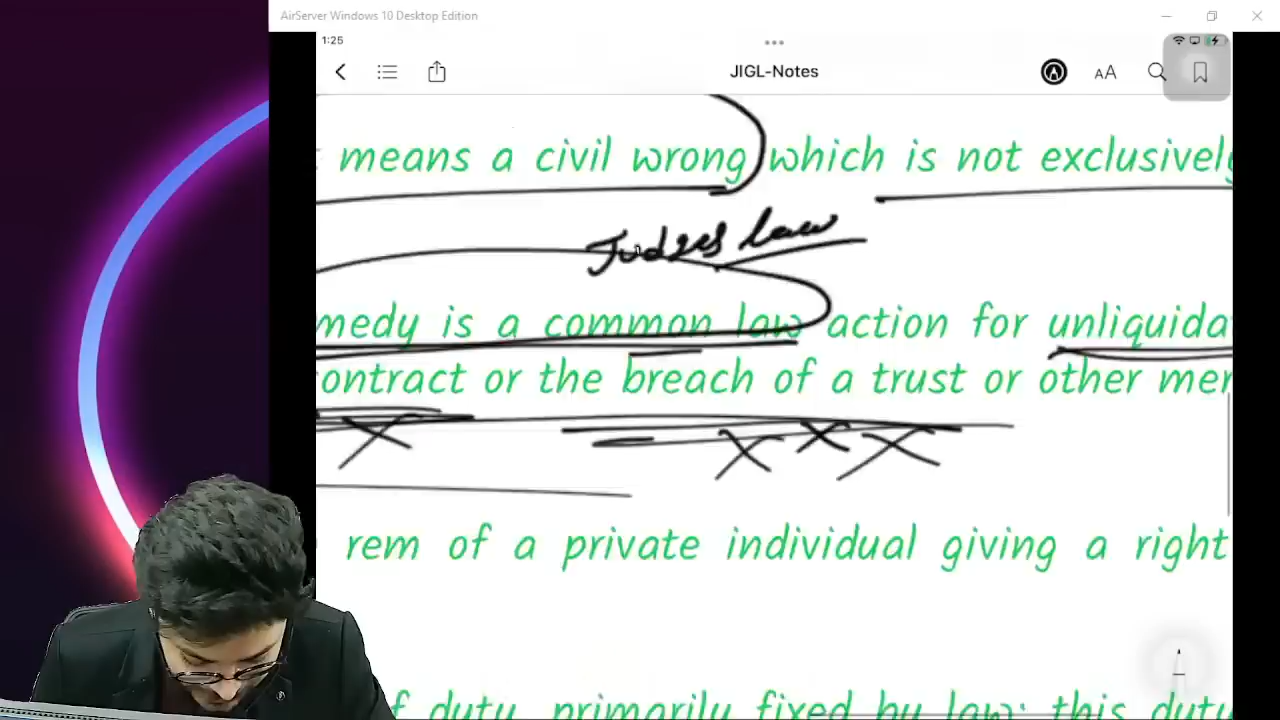 AirServer Windows 10 Desktop Edition
1:25
JIGL-Notes
AA
means a civil wrong which is not exclusively
Judges law
medy is a common law action for unliquida
ontract or the breach of a trust or other mer
rem of a private individual giving a right
f duty primarily fixed by law; this duty